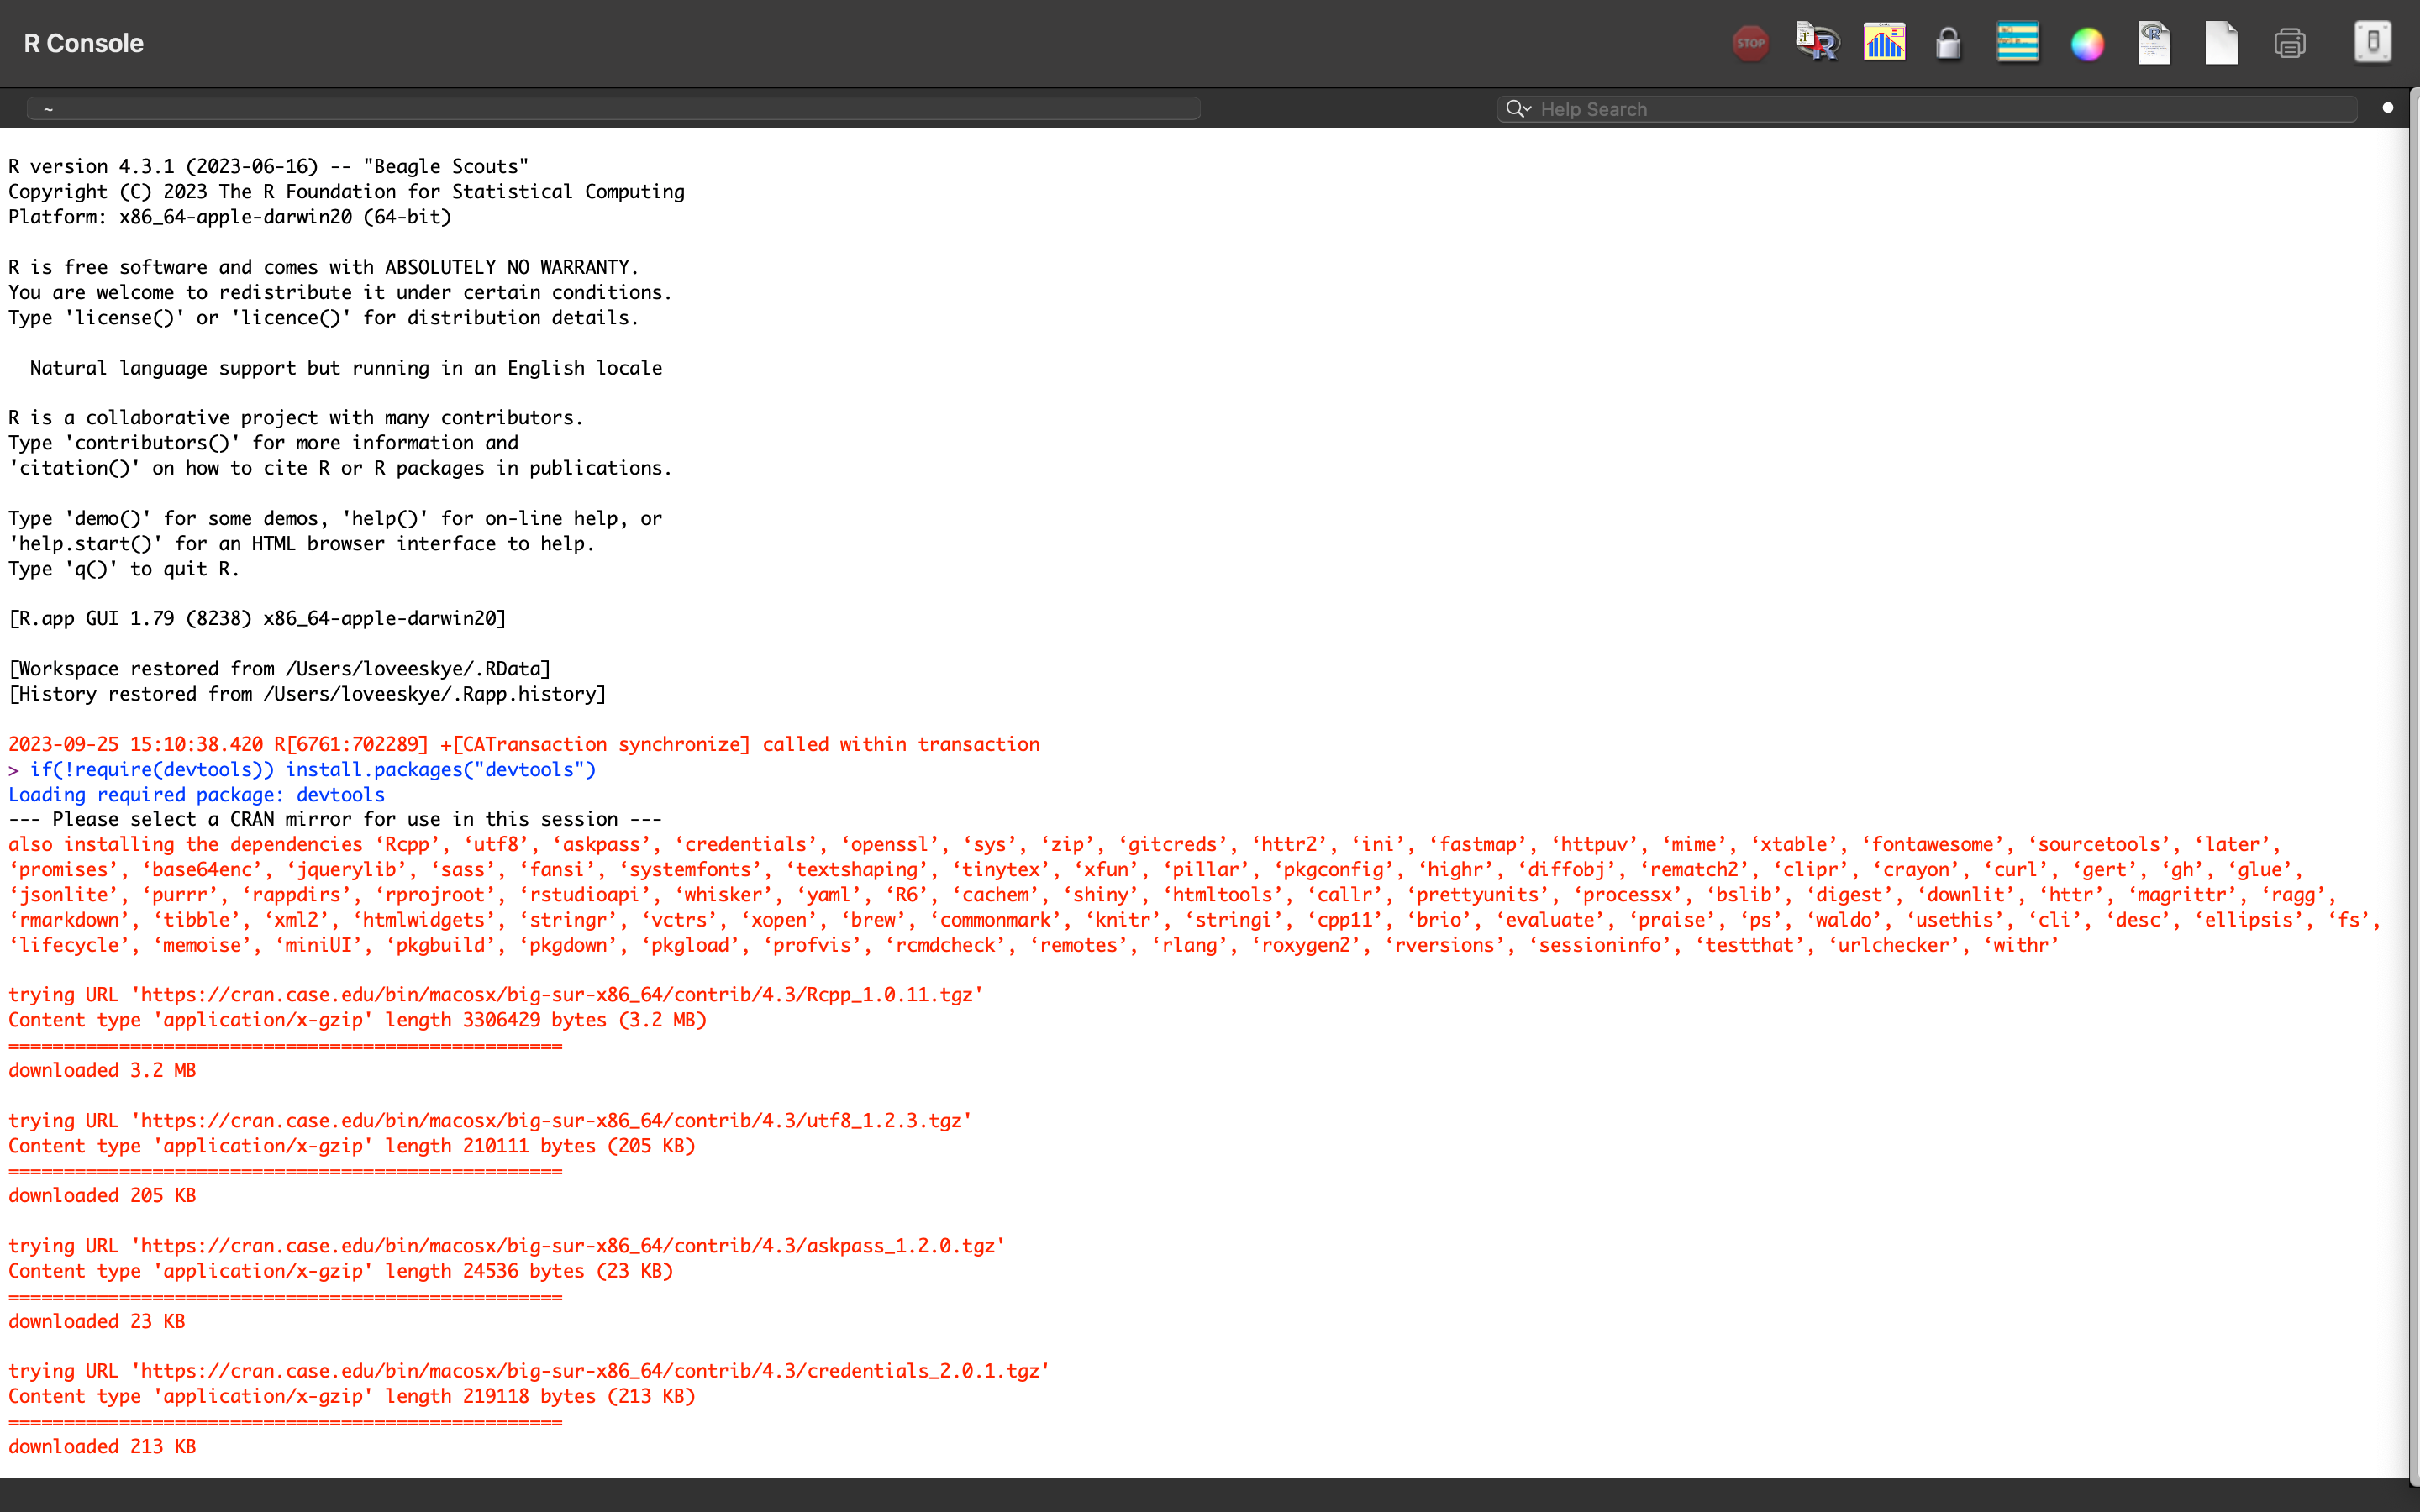 R Console
STOP
~
Help Search
R version 4.3.1 (2023-06-16) -- "Beagle Scouts"
Copyright (C) 2023 The R Foundation for Statistical Computing
Platform: x86_64-apple-darwin20 (64-bit)
R is free software and comes with ABSOLUTELY NO WARRANTY.
You are welcome to redistribute it under certain conditions.
Type 'license()' or 'licence()' for distribution details.
Natural language support but running in an English locale
R is a collaborative project with many contributors.
Type 'contributors()' for more information and
'citation()' on how to cite R or R packages in publications.
Type 'demo()' for some demos, 'help()' for on-line help, or
'help.start()' for an HTML browser interface to help.
Type 'q()' to quit R.
[R.app GUI 1.79 (8238) x86_64-apple-darwin20]
[Workspace restored from /Users/loveeskye/.RData]
[History restored from /Users/loveeskye/.Rapp.history]
2023-09-25 15:10:38.420 R[6761:702289] +[CATransaction synchronize] called within transaction
> if(!require(devtools)) install.packages("devtools")
Loading required package: devtools
--- Please select a CRAN mirror for use in this session ---
also installing the dependencies ‘Rcpp’, ‘utf8’, ‘askpass’, ‘credentials’, ‘openssl’, ‘sys’, ‘zip’, ‘gitcreds’, ‘httr2’, ‘ini’, ‘fastmap’, ‘httpuv’, ‘mime’, ‘xtable’, ‘fontawesome’, ‘sourcetools’, ‘later’,
‘promises’, ‘base64enc’, ‘jquerylib’, ‘sass’, ‘fansi’, ‘systemfonts’, ‘textshaping’, ‘tinytex’, ‘xfun’, ‘pillar’, ‘pkgconfig’, ‘highr’, ‘diffobj’, ‘rematch2’, ‘clipr’, ‘crayon’, ‘curl’, ‘gert’, ‘gh’, ‘glue’,
‘jsonlite’, ‘purrr’, ‘rappdirs’, ‘rprojroot’, ‘rstudioapi’, ‘whisker’, ‘yaml’, ‘R6’, ‘cachem’, ‘shiny’, ‘htmltools’, ‘callr’, ‘prettyunits’, ‘processx’, ‘bslib’, ‘digest’, ‘downlit’, ‘httr’, ‘magrittr’, ‘ragg’,
‘rmarkdown’, ‘tibble’, ‘xml2’, ‘htmlwidgets’, ‘stringr’, ‘vctrs’, ‘xopen’, ‘brew’, ‘commonmark’, ‘knitr’, ‘stringi’, ‘cpp11’, ‘brio’, ‘evaluate’, ‘praise’, ‘ps’, ‘waldo’, ‘usethis’, ‘cli’, ‘desc’, ‘ellipsis’, ‘fs’,
‘lifecycle’, ‘memoise’, ‘miniUI’, ‘pkgbuild’, ‘pkgdown’, ‘pkgload’, ‘profvis’, ‘rcmdcheck’, ‘remotes’, ‘rlang’, ‘roxygen2’, ‘rversions’, ‘sessioninfo’, ‘testthat’, ‘urlchecker’, ‘withr’
trying URL 'https://cran.case.edu/bin/macosx/big-sur-x86_64/contrib/4.3/Rcpp_1.0.11.tgz'
Content type 'application/x-gzip' length 3306429 bytes (3.2 MB)
==================================================
downloaded 3.2 MB
trying URL 'https://cran.case.edu/bin/macosx/big-sur-x86_64/contrib/4.3/utf8_1.2.3.tgz'
Content type 'application/x-gzip' length 210111 bytes (205 KB)
==================================================
downloaded 205 KB
trying URL 'https://cran.case.edu/bin/macosx/big-sur-x86_64/contrib/4.3/askpass_1.2.0.tgz'
Content type 'application/x-gzip' length 24536 bytes (23 KB)
==================================================
downloaded 23 KB
trying URL 'https://cran.case.edu/bin/macosx/big-sur-x86_64/contrib/4.3/credentials_2.0.1.tgz'
Content type 'application/x-gzip' length 219118 bytes (213 KB)
==================================================
downloaded 213 KB